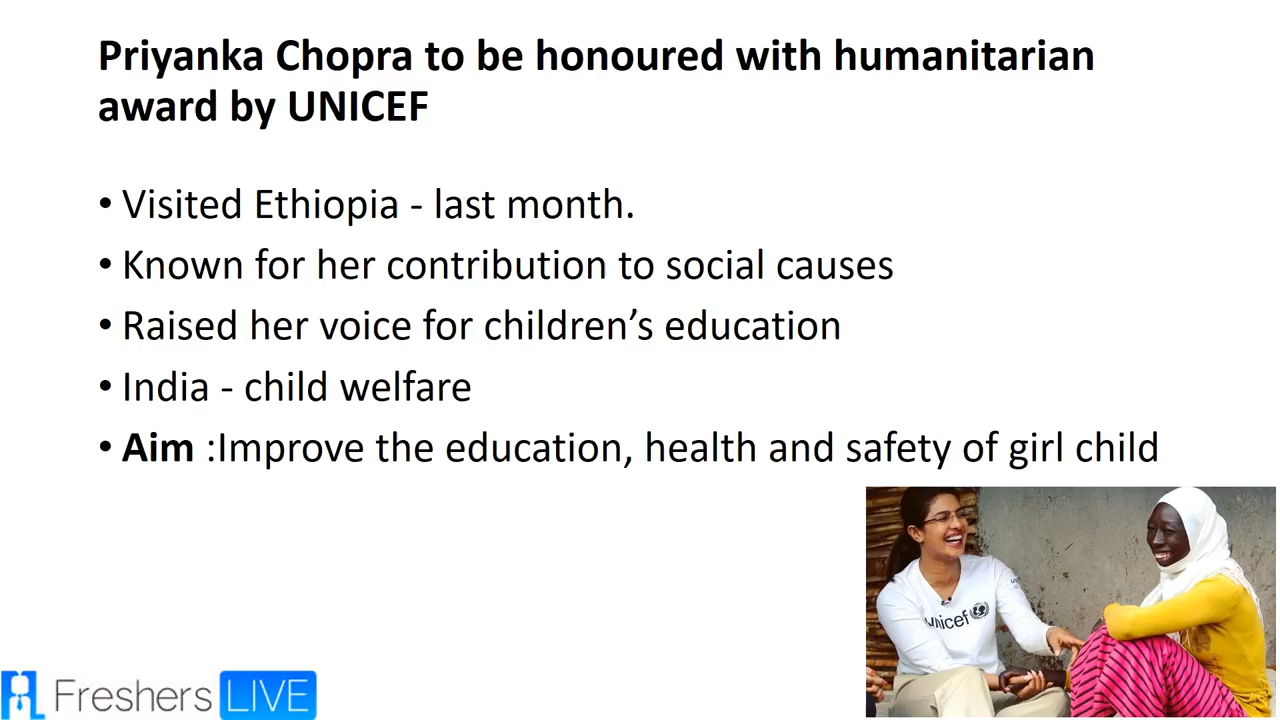 Priyanka Chopra to be honoured with humanitarian
award by UNICEF
• Visited Ethiopia - last month.
• Known for her contribution to social causes
• Raised her voice for children’s education
• India - child welfare
• Aim :Improve the education, health and safety of girl child
unicef
Freshers LIVE